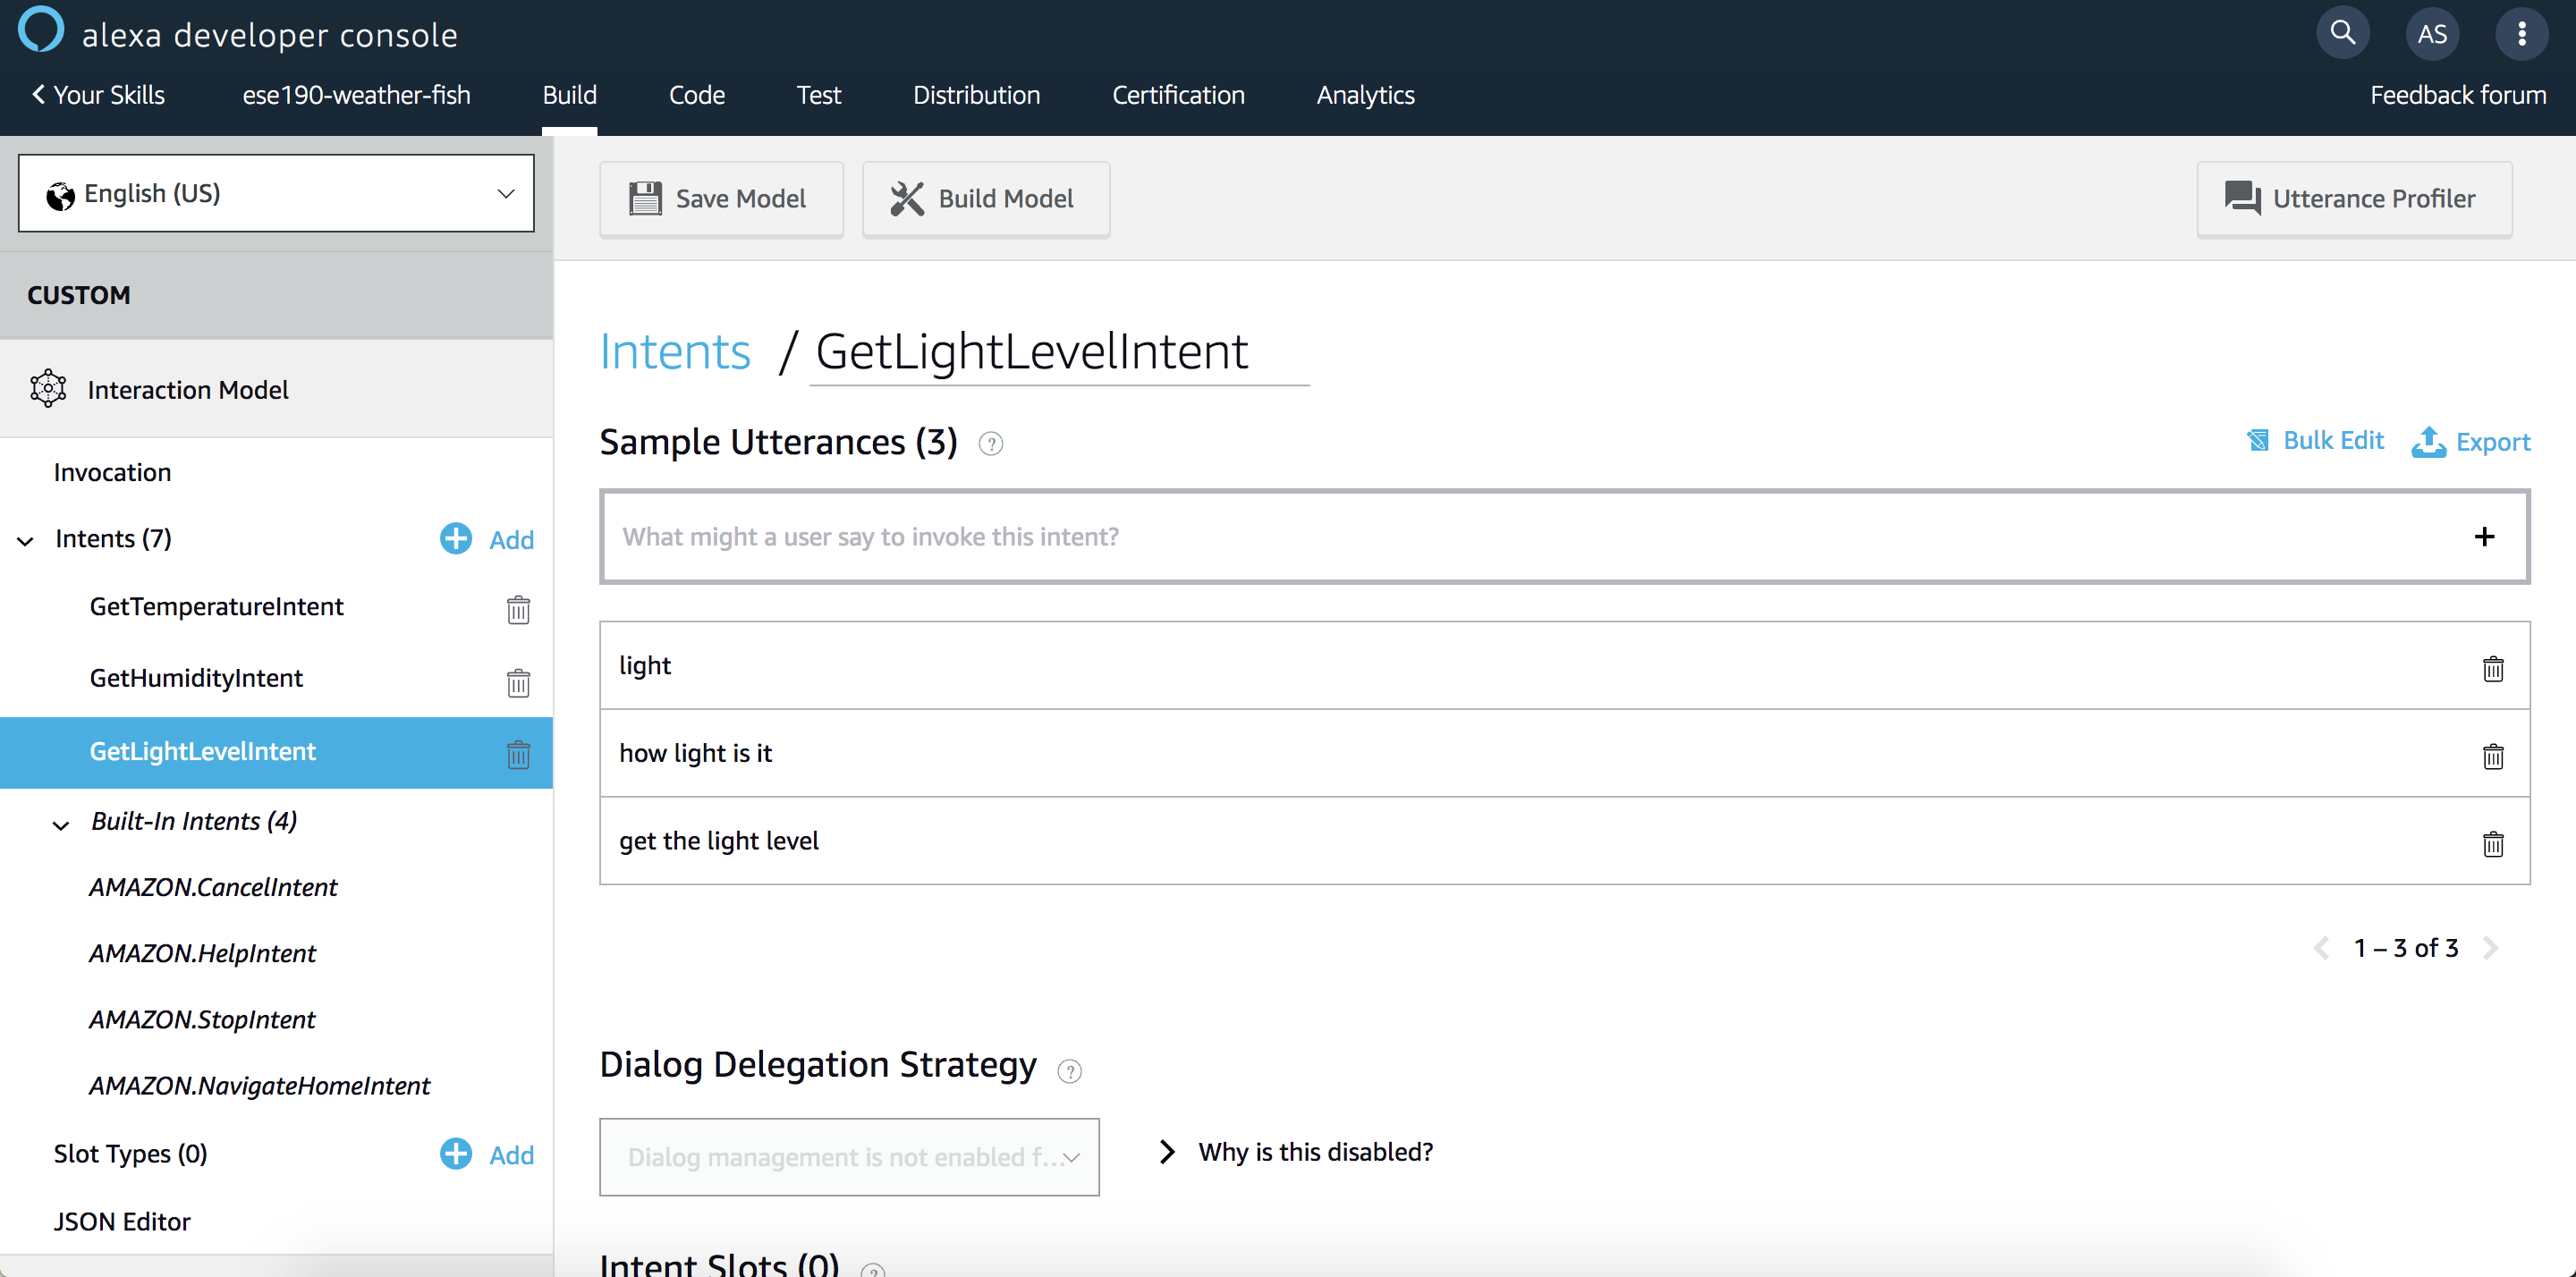 alexa developer console
AS
Your Skills
ese190-weather-fish
Build
Code
Test
Distribution
Certification
Analytics
Feedback forum
English (US)
Save Model
Build Model
Utterance Profiler
CUSTOM
Interaction Model
Invocation
Intents (7)
Add
GetTemperatureIntent
GetHumidityIntent
GetLightLevelIntent
Built-In Intents (4)
AMAZON.CancelIntent
AMAZON.HelpIntent
AMAZON.StopIntent
AMAZON.NavigateHomeIntent
Slot Types (0)
Add
JSON Editor
Intents / GetLightLevelIntent
Sample Utterances (3) ?
Bulk Edit
Export
What might a user say to invoke this intent?
light
how light is it
get the light level
1 – 3 of 3
Dialog Delegation Strategy ?
Dialog management is not enabled f...
Why is this disabled?
Intent Slots (0) ?